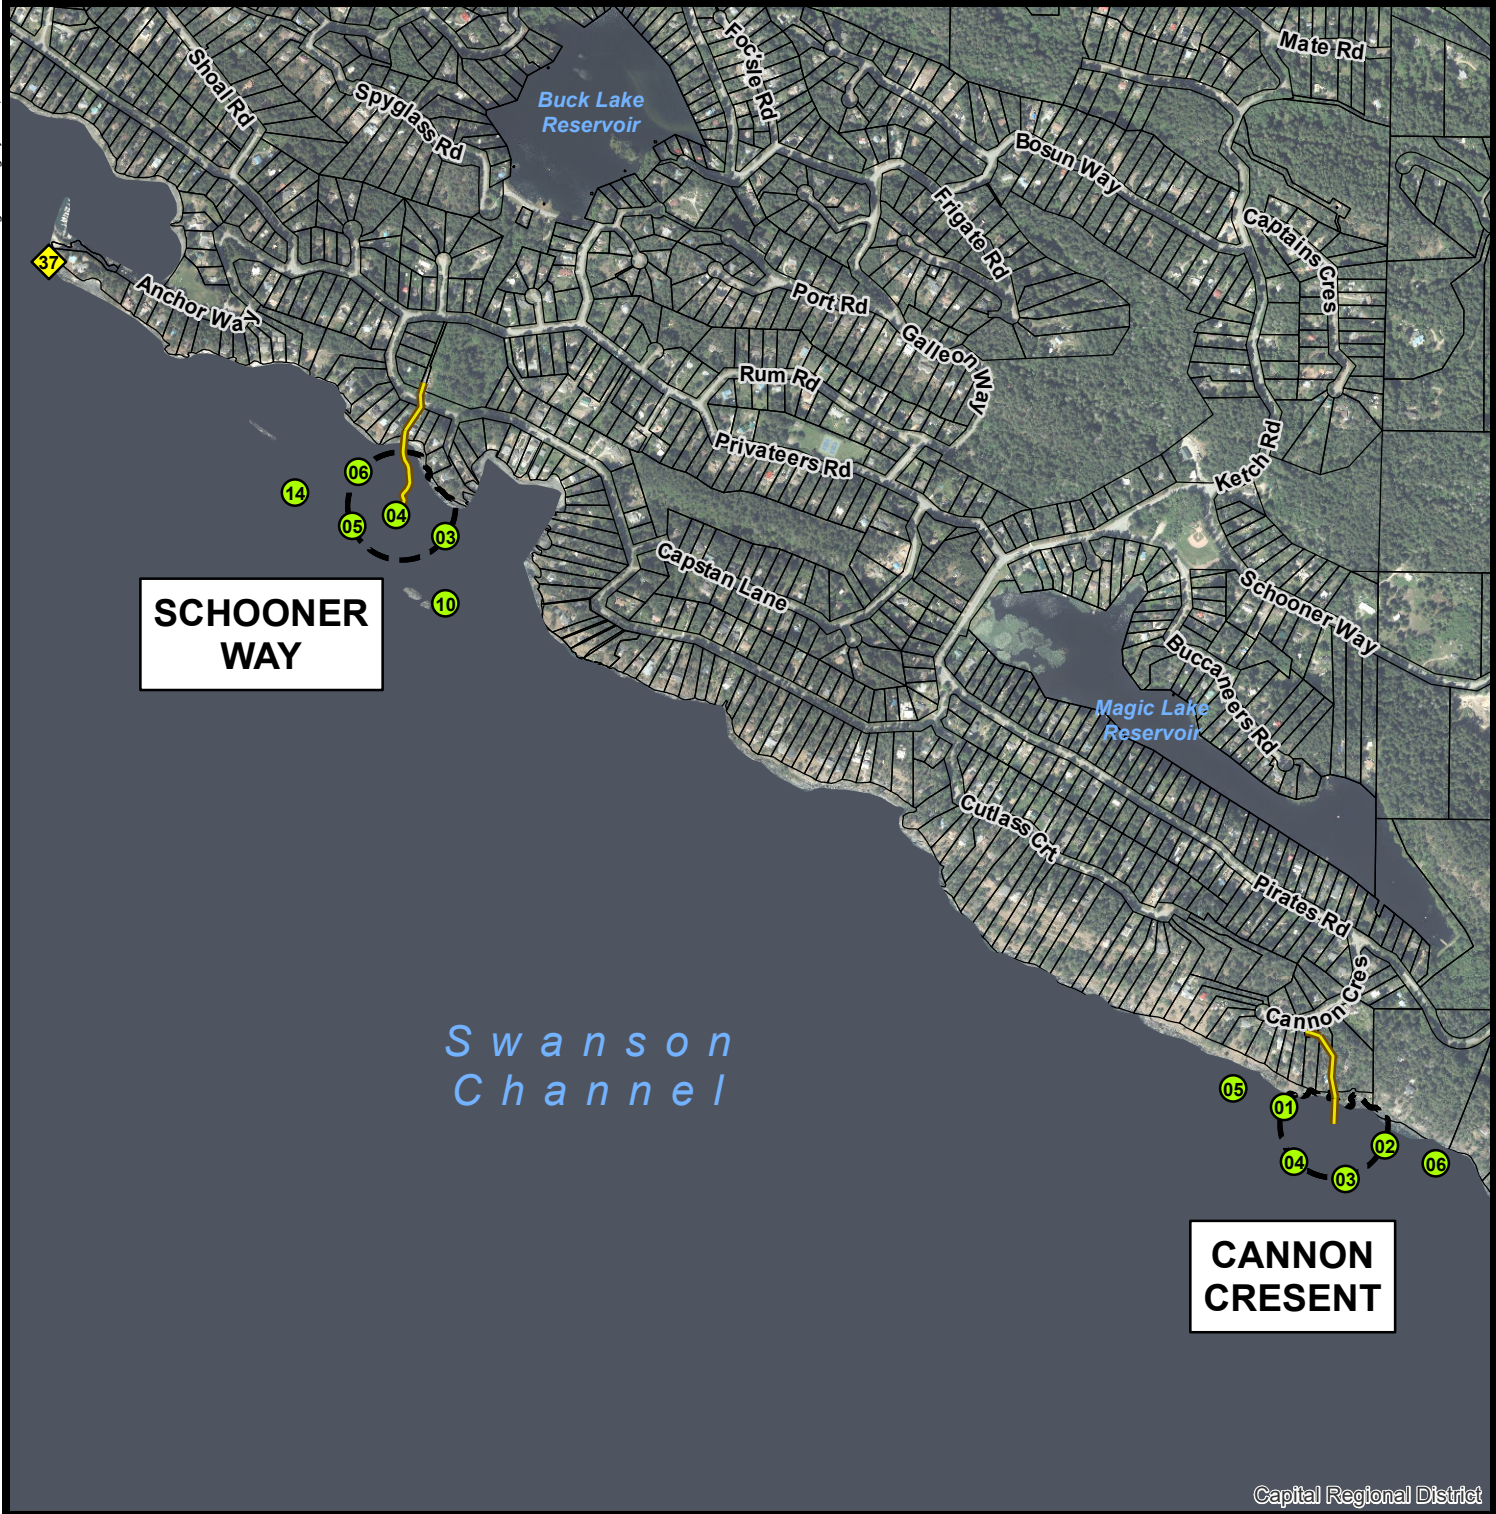 Mate Rd
Foc'sle Rd
Shoal Rd
Spyglass Rd
Buck Lake
Reservoir
Bosun Way
Frigate Rd
Captains Cres
37
Anchor Way
Port Rd
Galleon Way
Rum Rd
Privateers Rd
Ketch Rd
06
14
04
05
03
10
SCHOONER
WAY
Capstan Lane
Schooner Way
Buccaneers Rd
Magic Lake
Reservoir
Cutlass Crt
Pirates Rd
Cannon Cres
Swanson
Channel
05
01
02
04
03
06
CANNON
CRESENT
Capital Regional District